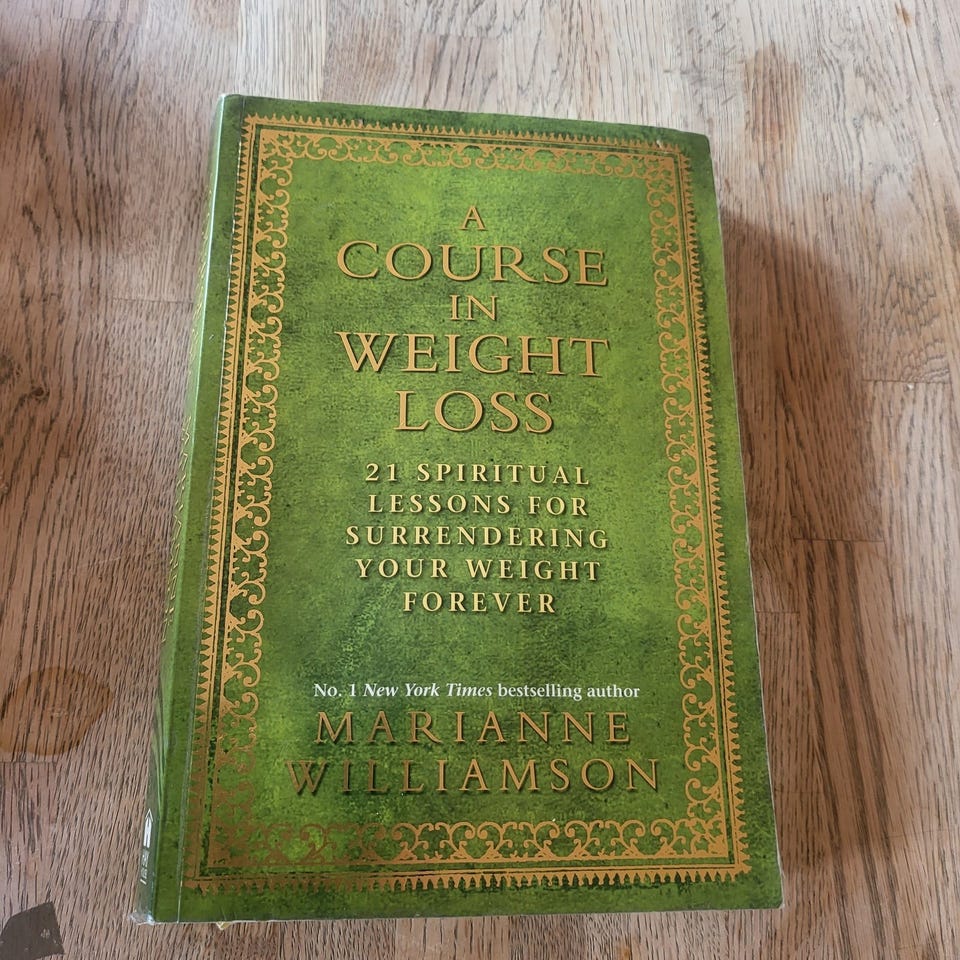 A
COURSE
IN
WEIGHT
LOSS
21 SPIRITUAL
LESSONS FOR
SURRENDERING
YOUR WEIGHT
FOREVER
No. 1 New York Times bestselling author
MARIANNE
WILLIAMSON